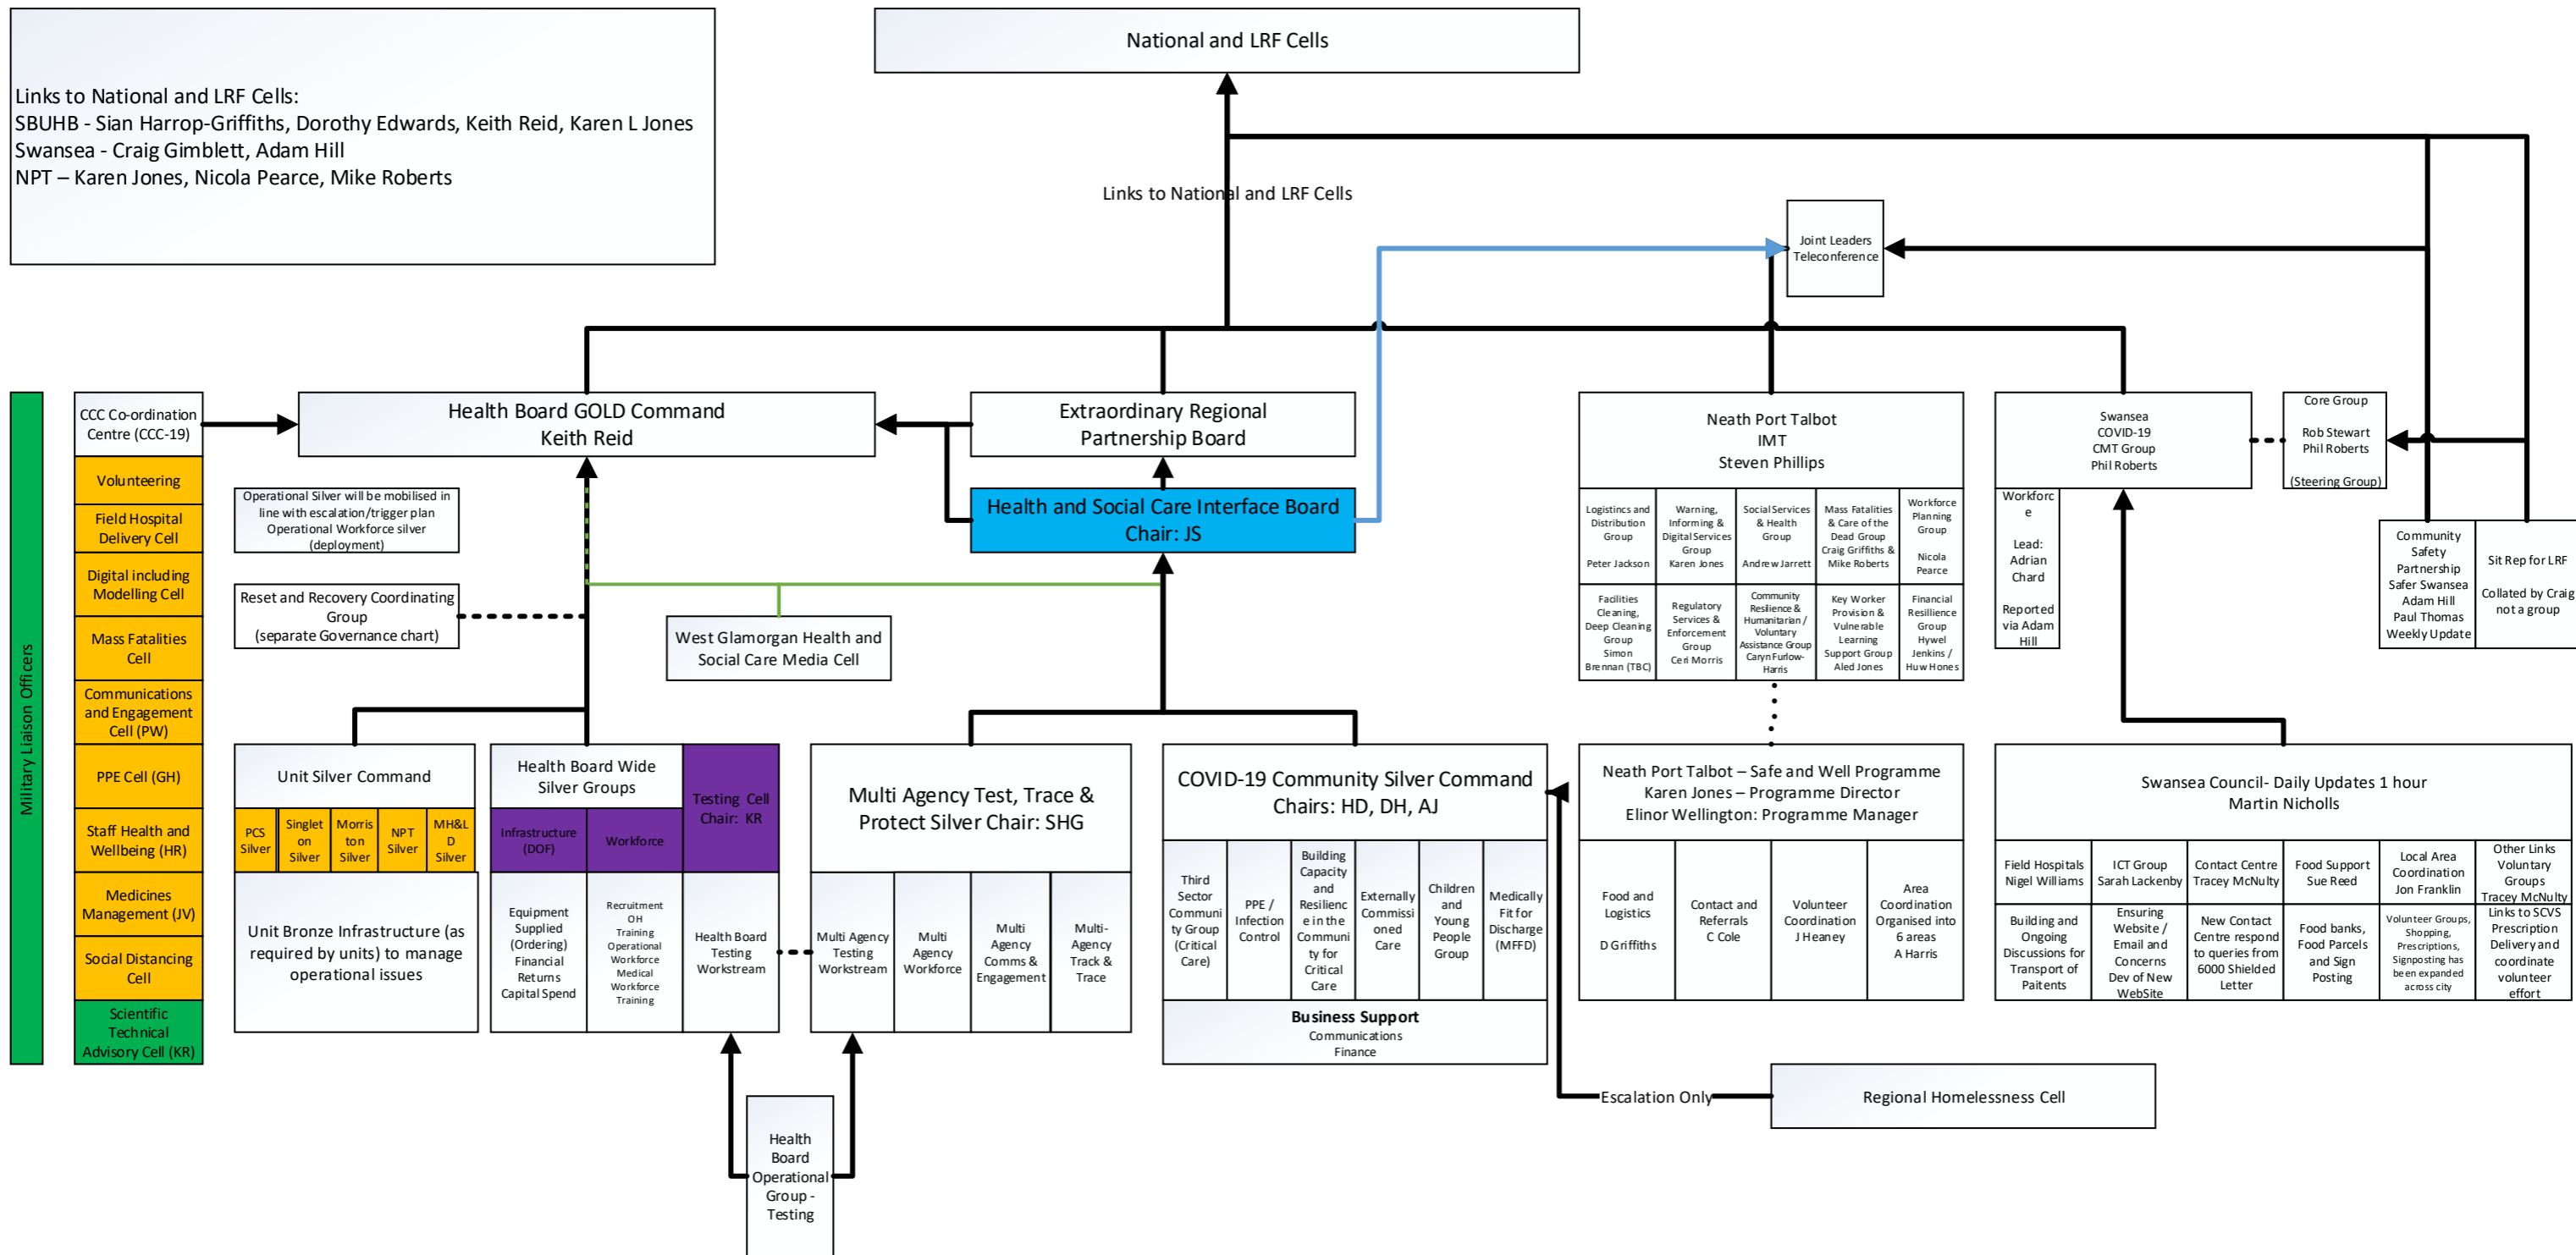 Links to National and LRF Cells:
SBUHB - Sian Harrop-Griffiths, Dorothy Edwards, Keith Reid, Karen L Jones
Swansea - Craig Gimblett, Adam Hill
NPT – Karen Jones, Nicola Pearce, Mike Roberts
National and LRF Cells
Links to National and LRF Cells
Joint Leaders
Teleconference
Military Liaison Officers
CCC Co-ordination
Centre (CCC-19)
Volunteering
Field Hospital
Delivery Cell
Digital including
Modelling Cell
Mass Fatalities
Cell
Communications
and Engagement
Cell (PW)
PPE Cell (GH)
Staff Health and
Wellbeing (HR)
Medicines
Management (JV)
Social Distancing
Cell
Scientific
Technical
Advisory Cell (KR)
Health Board GOLD Command
Keith Reid
Extraordinary Regional
Partnership Board
Health and Social Care Interface Board
Chair: JS
Operational Silver will be mobilised in
line with escalation/trigger plan
Operational Workforce silver
(deployment)
Reset and Recovery Coordinating
Group
(separate Governance chart)
West Glamorgan Health and
Social Care Media Cell
Neath Port Talbot
IMT
Steven Phillips
Logistincs and
Distribution
Group
Peter Jackson
Warning,
Informing &
Digital Services
Group
Karen Jones
Social Services
& Health
Group
Andrew Jarrett
Mass Fatalities
& Care of the
Dead Group
Craig Griffiths &
Mike Roberts
Workforce
Planning
Group
Nicola
Pearce
Facilities
Cleaning,
Deep Cleaning
Group
Simon
Brennan (TBC)
Regulatory
Services &
Enforcement
Group
Ceri Morris
Community
Resilience &
Humanitarian /
Voluntary
Assistance Group
Caryn Furlow-
Harris
Key Worker
Provision &
Vulnerable
Learning
Support Group
Aled Jones
Financial
Resillience
Group
Hywel
Jenkins /
Huw Hones
Swansea
COVID-19
CMT Group
Phil Roberts
Workforc
e
Lead:
Adrian
Chard
Reported
via Adam
Hill
Core Group
Rob Stewart
Phil Roberts
(Steering Group)
Community
Safety
Partnership
Safer Swansea
Adam Hill
Paul Thomas
Weekly Update
Sit Rep for LRF
Collated by Craig
not a group
Unit Silver Command
PCS
Silver
Singlet
on
Silver
Morris
ton
Silver
NPT
Silver
MH&L
D
Silver
Unit Bronze Infrastructure (as
required by units) to manage
operational issues
Health Board Wide
Silver Groups
Testing Cell
Chair: KR
Infrastructure
(DOF)
Workforce
Equipment
Supplied
(Ordering)
Financial
Returns
Capital Spend
Recruitment
OH
Training
Operational
Workforce
Medical
Workforce
Training
Health Board
Testing
Workstream
Multi Agency Test, Trace &
Protect Silver Chair: SHG
Multi Agency
Testing
Workstream
Multi
Agency
Workforce
Multi
Agency
Comms &
Engagement
Multi-
Agency
Track &
Trace
COVID-19 Community Silver Command
Chairs: HD, DH, AJ
Third
Sector
Communi
ty Group
(Critical
Care)
PPE /
Infection
Control
Building
Capacity
and
Resilienc
e in the
Communi
ty for
Critical
Care
Externally
Commissi
oned
Care
Children
and
Young
People
Group
Medically
Fit for
Discharge
(MFFD)
Business Support
Communications
Finance
Neath Port Talbot – Safe and Well Programme
Karen Jones – Programme Director
Elinor Wellington: Programme Manager
Food and
Logistics
D Griffiths
Contact and
Referrals
C Cole
Volunteer
Coordination
J Heaney
Area
Coordination
Organised into
6 areas
A Harris
Swansea Council- Daily Updates 1 hour
Martin Nicholls
Field Hospitals
Nigel Williams
ICT Group
Sarah Lackenby
Contact Centre
Tracey McNulty
Food Support
Sue Reed
Local Area
Coordination
Jon Franklin
Other Links
Voluntary
Groups
Tracey McNulty
Building and
Ongoing
Discussions for
Transport of
Paitents
Ensuring
Website /
Email and
Concerns
Dev of New
WebSite
New Contact
Centre respond
to queries from
6000 Shielded
Letter
Food banks,
Food Parcels
and Sign
Posting
Volunteer Groups,
Shopping,
Prescriptions,
Signposting has
been expanded
across city
Links to SCVS
Prescription
Delivery and
coordinate
volunteer
effort
Escalation Only
Regional Homelessness Cell
Health
Board
Operational
Group -
Testing